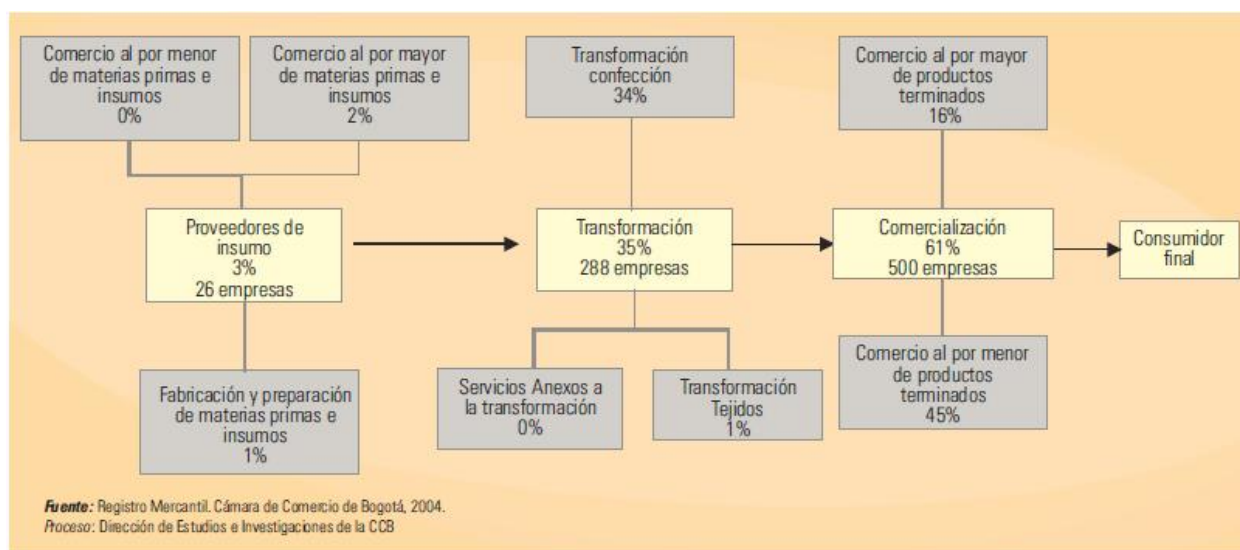 Comercio al por menor
de materias primas e
insumos
0%
Comercio al por mayor
de materias primas e
insumos
2%
Transformación
confección
34%
Comercio al por mayor
de productos
terminados
16%
Proveedores de
insumo
3%
26 empresas
Transformación
35%
288 empresas
Comercialización
61%
500 empresas
Consumidor
final
Fabricación y preparación
de materias primas e
insumos
1%
Servicios Anexos a
la transformación
0%
Transformación
Tejidos
1%
Comercio al por menor
de productos
terminados
45%
Fuente: Registro Mercantil. Cámara de Comercio de Bogotá, 2004.
Proceso: Dirección de Estudios e Investigaciones de la CCB